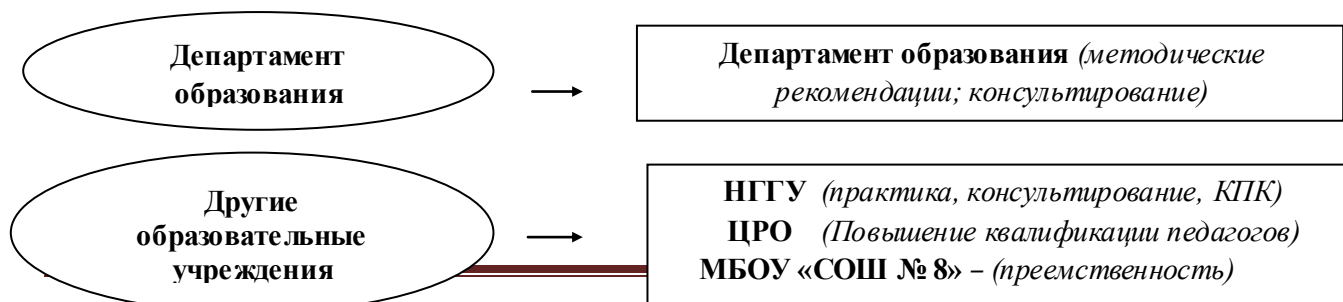 Департамент
образования
Департамент образования (методические
рекомендации; консультирование)
Другие
образовательные
учреждения
НГГУ (практика, консультирование, КПК)
ЦРО (Повышение квалификации педагогов)
МБОУ «СОШ № 8» – (преемственность)